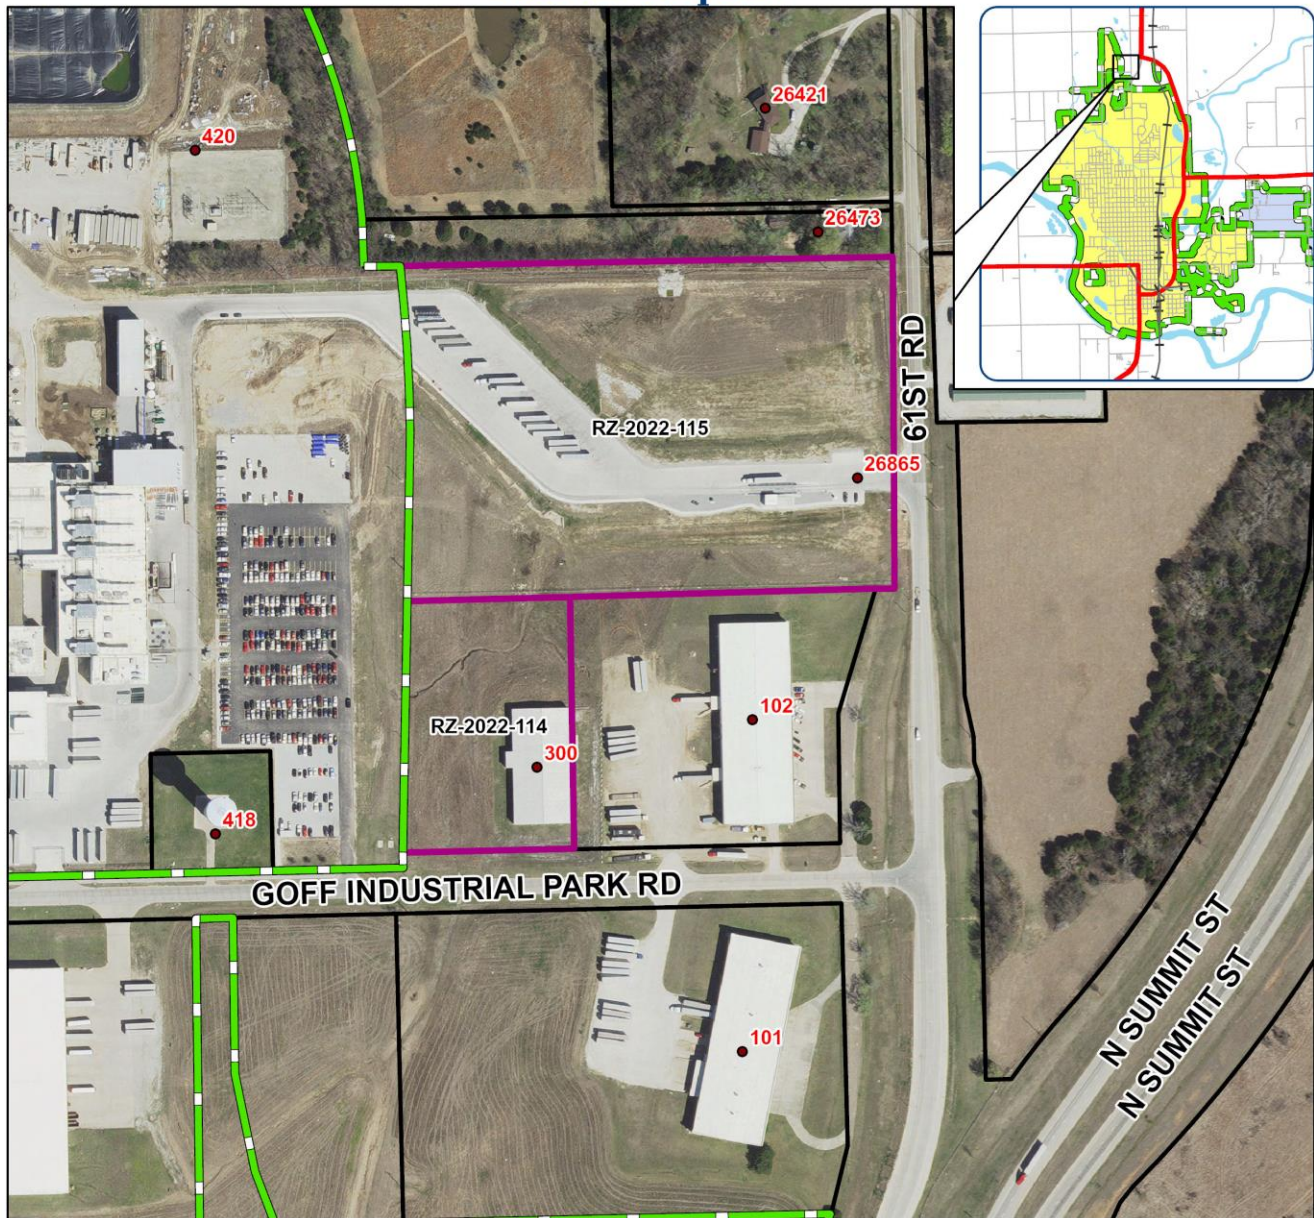 26421
420
26473
61ST RD
RZ-2022-115
26865
102
RZ-2022-114
300
418
GOFF INDUSTRIAL PARK RD
N SUMMIT ST
N SUMMIT ST
101